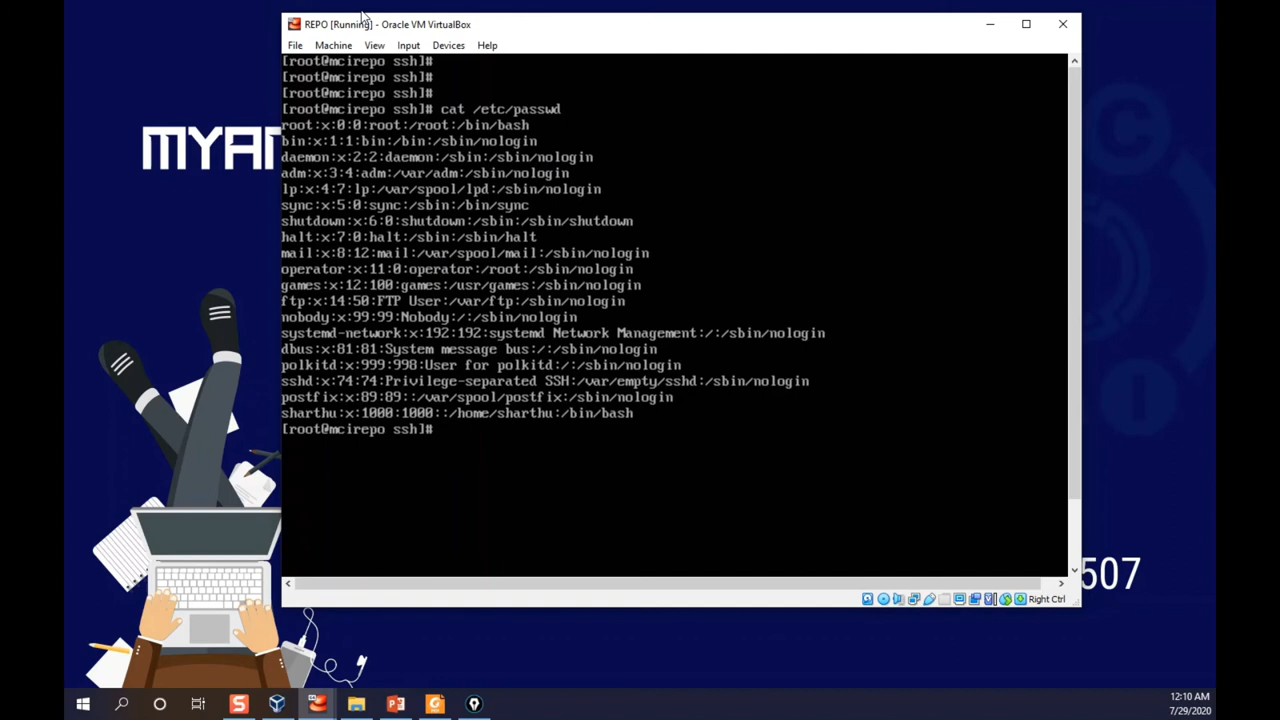 REPO [Running] - Oracle VM VirtualBox
File Machine View Input Devices Help
[root@mcirepo ssh]#
[root@mcirepo ssh]#
[root@mcirepo ssh]#
[root@mcirepo ssh]# cat /etc/passwd
root:x:0:0:root:/root:/bin/bash
bin:x:1:1:bin:/bin:/sbin/nologin
daemon:x:2:2:daemon:/sbin:/sbin/nologin
adm:x:3:4:adm:/var/adm:/sbin/nologin
lp:x:4:7:lp:/var/spool/lpd:/sbin/nologin
sync:x:5:0:sync:/sbin:/bin/sync
shutdown:x:6:0:shutdown:/sbin:/sbin/shutdown
halt:x:7:0:halt:/sbin:/sbin/halt
mail:x:8:12:mail:/var/spool/mail:/sbin/nologin
operator:x:11:0:operator:/root:/sbin/nologin
games:x:12:100:games:/usr/games:/sbin/nologin
ftp:x:14:50:FTP User:/var/ftp:/sbin/nologin
nobody:x:99:99:Nobody:/:/sbin/nologin
systemd-network:x:192:192:systemd Network Management:/:/sbin/nologin
dbus:x:81:81:System message bus:/:/sbin/nologin
polkitd:x:999:998:User for polkitd:/:/sbin/nologin
sshd:x:74:74:Privilege-separated SSH:/var/empty/sshd:/sbin/nologin
postfix:x:89:89::/var/spool/postfix:/sbin/nologin
sharthu:x:1000:1000::/home/sharthu:/bin/bash
[root@mcirepo ssh]#
MYAN
507
Right Ctrl
12:10 AM
7/29/2020